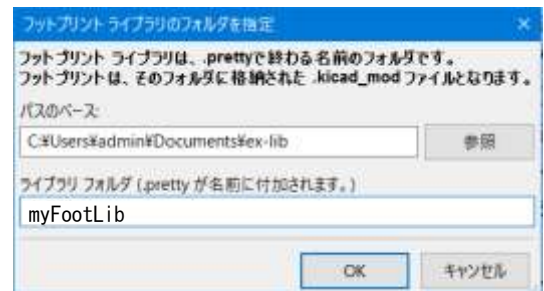 フットプリント ライブラリのフォルダを指定
フットプリント ライブラリは、.prettyで終わる名前のフォルダです。
フットプリントは、そのフォルダに格納された .kicad_mod ファイルとなります。
パスのベース:
C:¥Users¥admin¥Documents¥ex-lib
参照
ライブラリ フォルダ (.pretty が名前に付加されます。)
myFootLib
OK
キャンセル